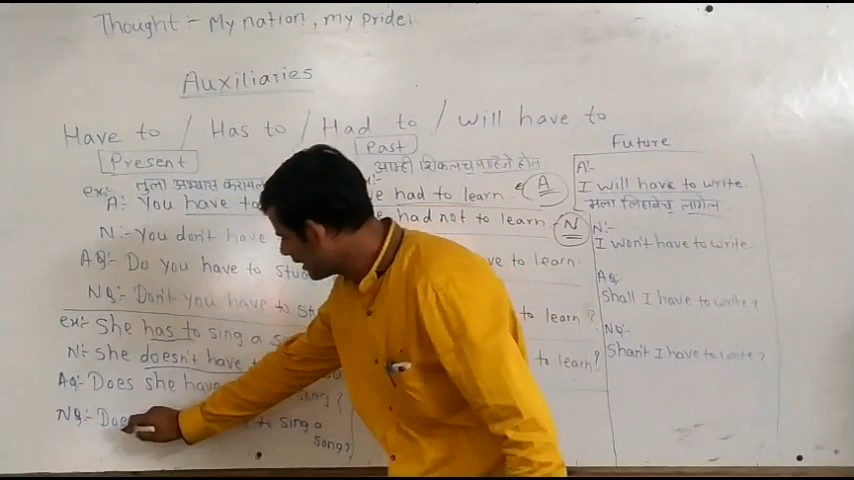 Thought :- My nation, my pride.
Auxiliaries
Have to / Has to / Had to / will have to
Present
ex:- तुला अभ्यास करायला
A:- You have to
N:- You don't have
AQ:- Do you have to
NQ:- Don't you have to
ex:- She has to sing a
N:- She doesn't have
AQ:- Does she have
song?
NQ:-
to sing a
song?
Past
आम्ही शिकलच पाहिजे होत
had to learn. A
had not to learn. N
to learn.
to learn?
to learn?
Future
A:-
I will have to write.
मला लिहावेच लागेल.
N:-
I won't have to write.
AQ:-
Shall I have to write?
NQ:-
Shan't I have to write?